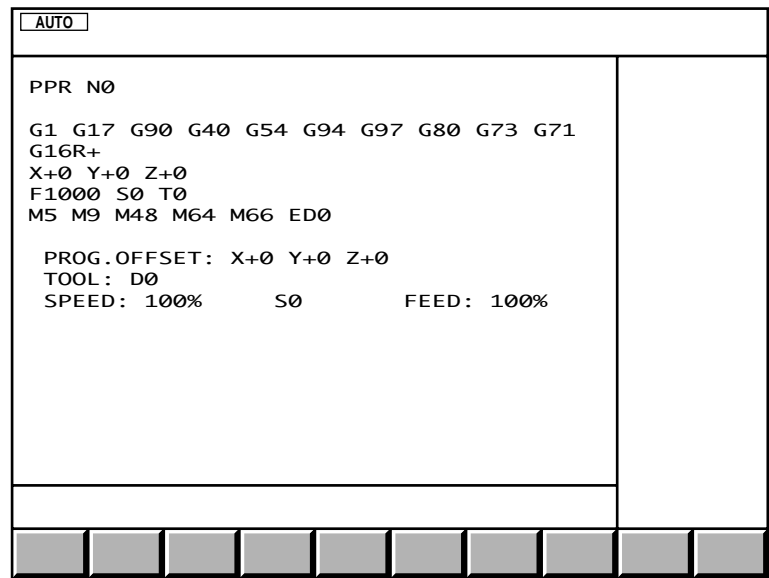 AUTO
PPR N0
G1 G17 G90 G40 G54 G94 G97 G80 G73 G71
G16R+
X+0 Y+0 Z+0
F1000 S0 T0
M5 M9 M48 M64 M66 ED0
PROG.OFFSET: X+0 Y+0 Z+0
TOOL: D0
SPEED: 100% S0 FEED: 100%